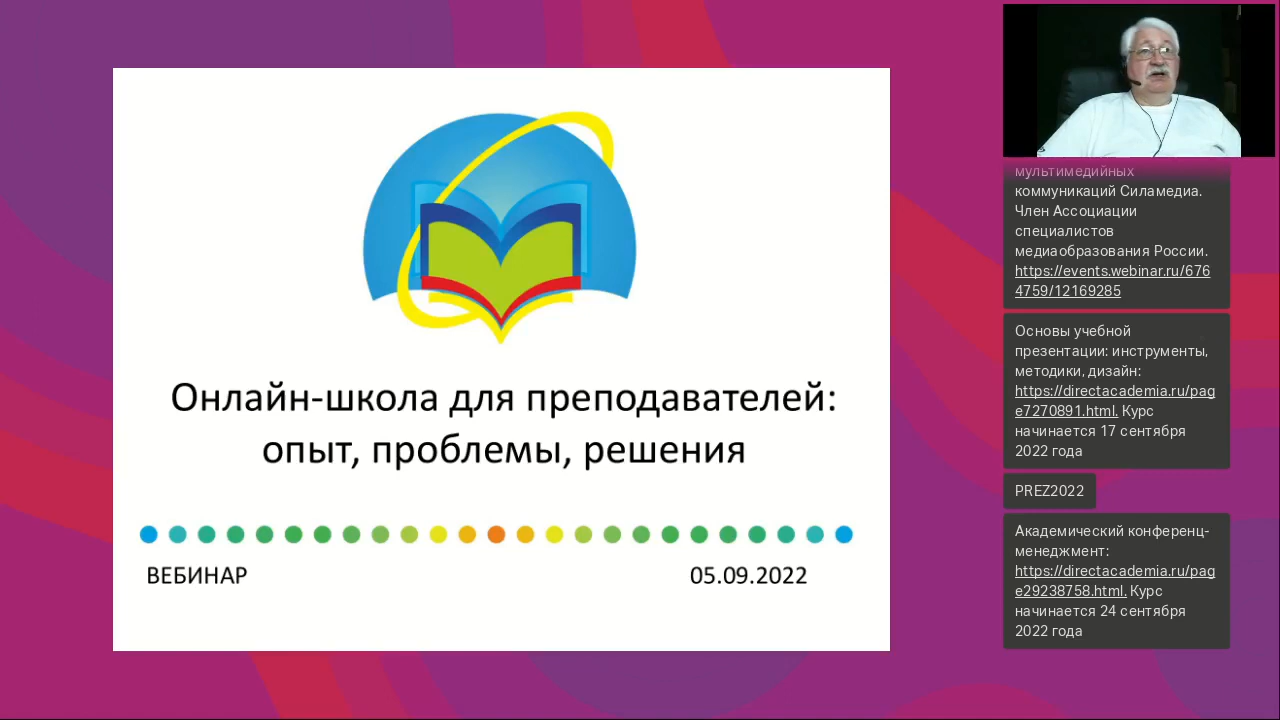 Онлайн-школа для преподавателей:
опыт, проблемы, решения
ВЕБИНАР
05.09.2022
мультимедийных
коммуникаций Силамедиа.
Член Ассоциации
специалистов
медиаобразования России.
https://events.webinar.ru/676
4759/12169285
Основы учебной
презентации: инструменты,
методики, дизайн:
https://directacademia.ru/pag
e7270891.html. Курс
начинается 17 сентября
2022 года
PREZ2022
Академический конференц-
менеджмент:
https://directacademia.ru/pag
e29238758.html. Курс
начинается 24 сентября
2022 года